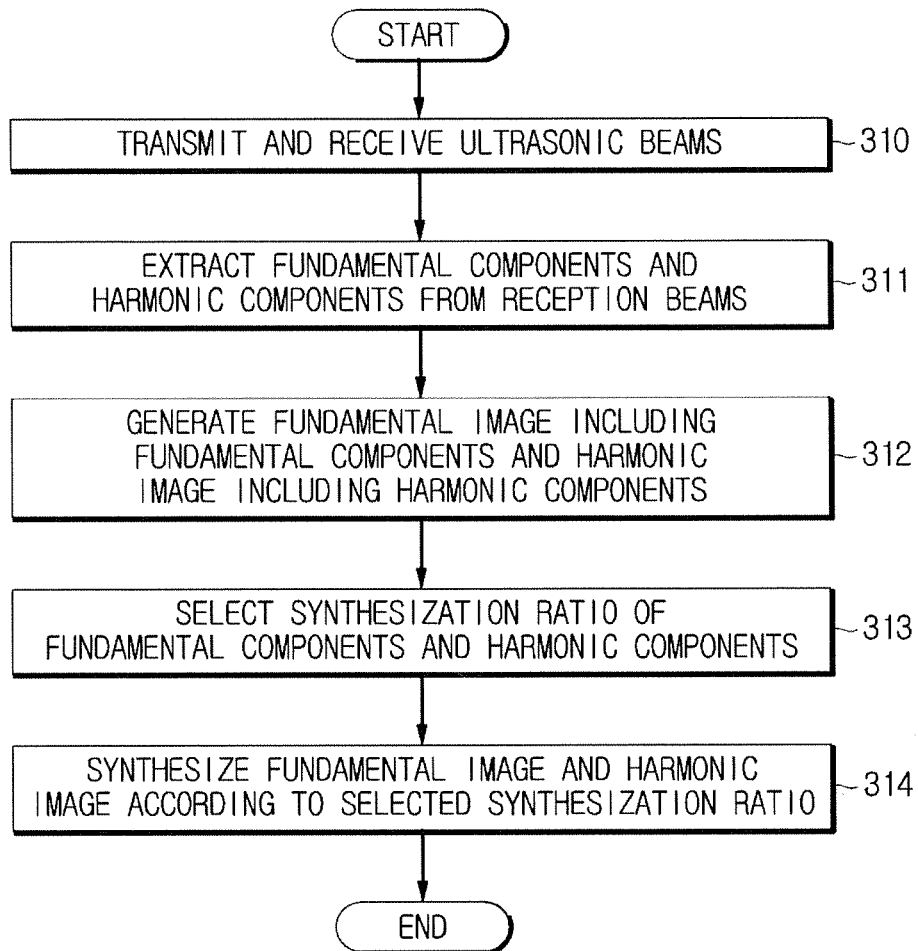 START
TRANSMIT AND RECEIVE ULTRASONIC BEAMS
310
EXTRACT FUNDAMENTAL COMPONENTS AND
HARMONIC COMPONENTS FROM RECEPTION BEAMS
311
GENERATE FUNDAMENTAL IMAGE INCLUDING
FUNDAMENTAL COMPONENTS AND HARMONIC
IMAGE INCLUDING HARMONIC COMPONENTS
312
SELECT SYNTHESIZATION RATIO OF
FUNDAMENTAL COMPONENTS AND HARMONIC COMPONENTS
313
SYNTHESIZE FUNDAMENTAL IMAGE AND HARMONIC
IMAGE ACCORDING TO SELECTED SYNTHESIZATION RATIO
314
END